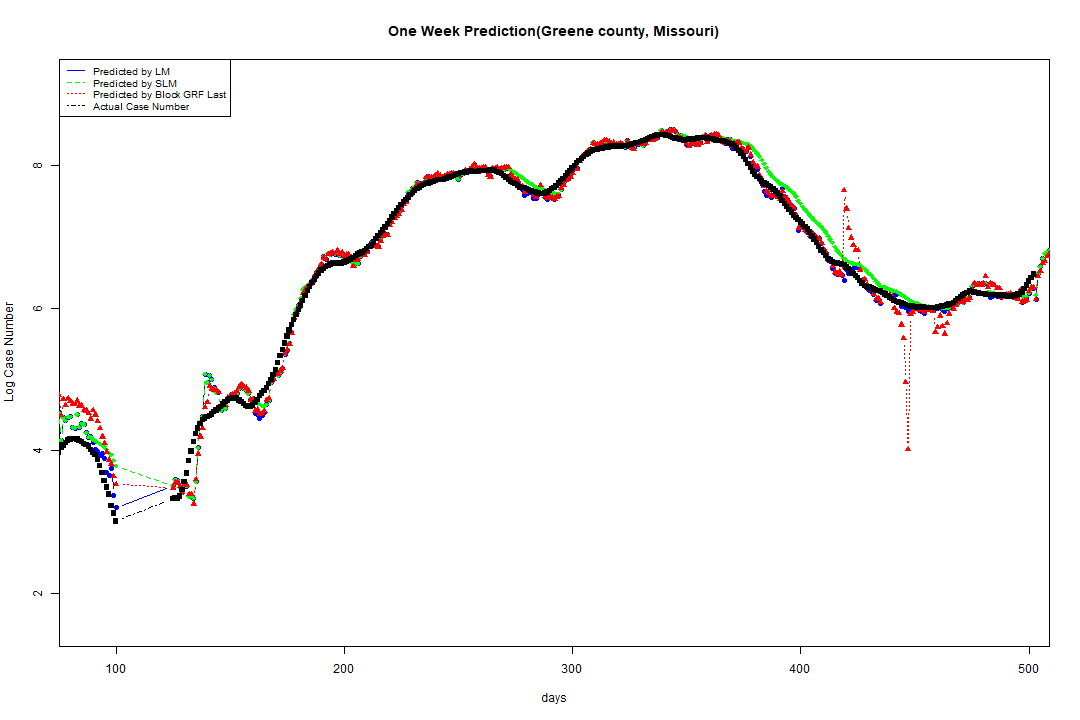 One Week Prediction(Greene county, Missouri)
Predicted by LM
Predicted by SLM
Predicted by Block GRF Last
Actual Case Number
Log Case Number
8
6
4
2
100 200 300 400 500
days